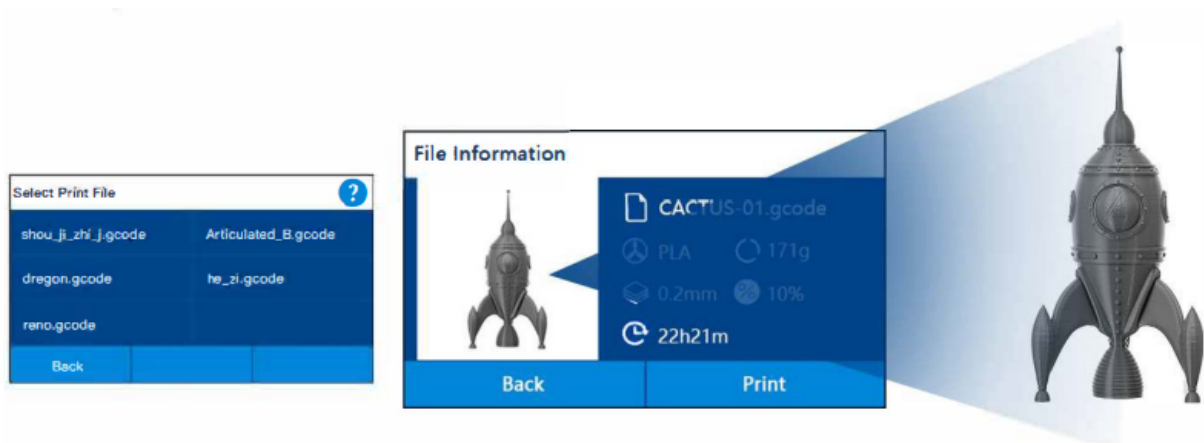 Select Print File
?
shou_ji_zhi_j.gcode Articulated_B.gcode
dregon.gcode he_zi.gcode
reno.gcode
Back
File Information
CACTUS-01.gcode
PLA 171g
0.2mm % 10%
22h21m
Back Print